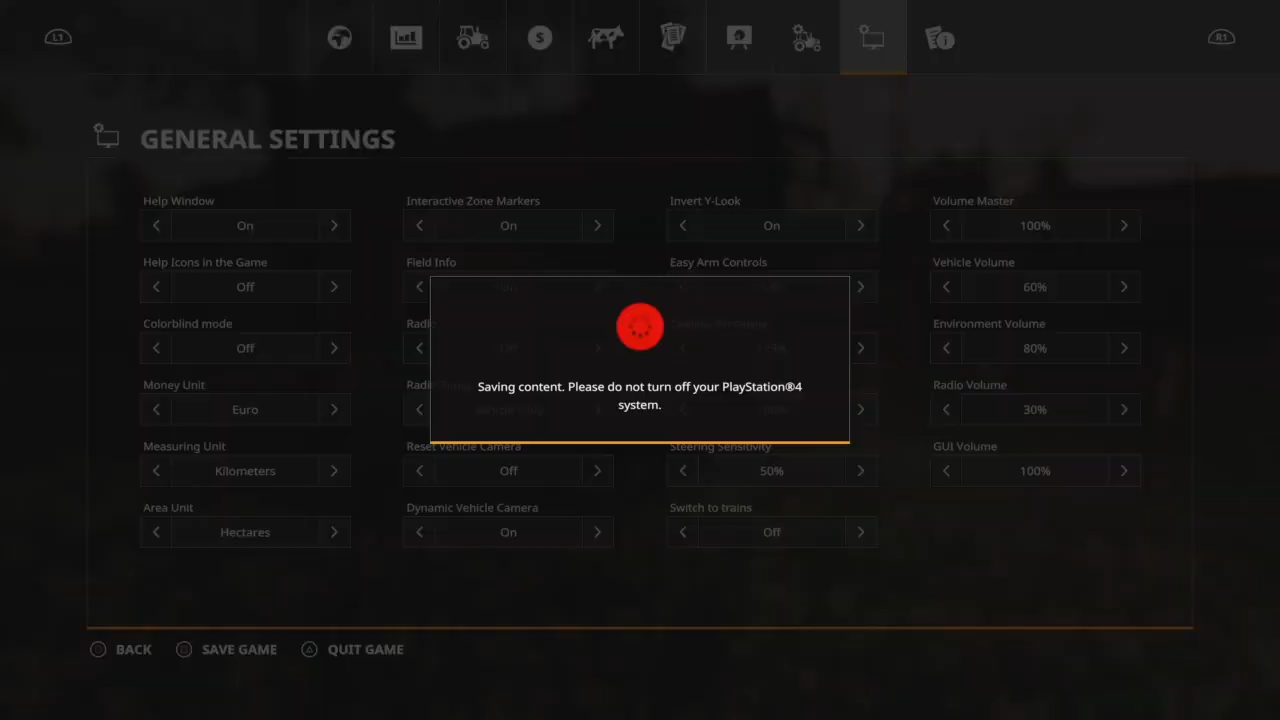 L1
R1
GENERAL SETTINGS
Help Window
On
Interactive Zone Markers
On
Invert Y-Look
On
Volume Master
100%
Help Icons in the Game
Off
Field Info
Easy Arm Controls
Vehicle Volume
60%
Colorblind mode
Off
Environment Volume
80%
Money Unit
Euro
Radio Volume
30%
Saving content. Please do not turn off your PlayStation®4
system.
Measuring Unit
Kilometers
Reset Vehicle Camera
Off
Steering Sensitivity
50%
GUI Volume
100%
Area Unit
Hectares
Dynamic Vehicle Camera
On
Switch to trains
Off
BACK
SAVE GAME
QUIT GAME